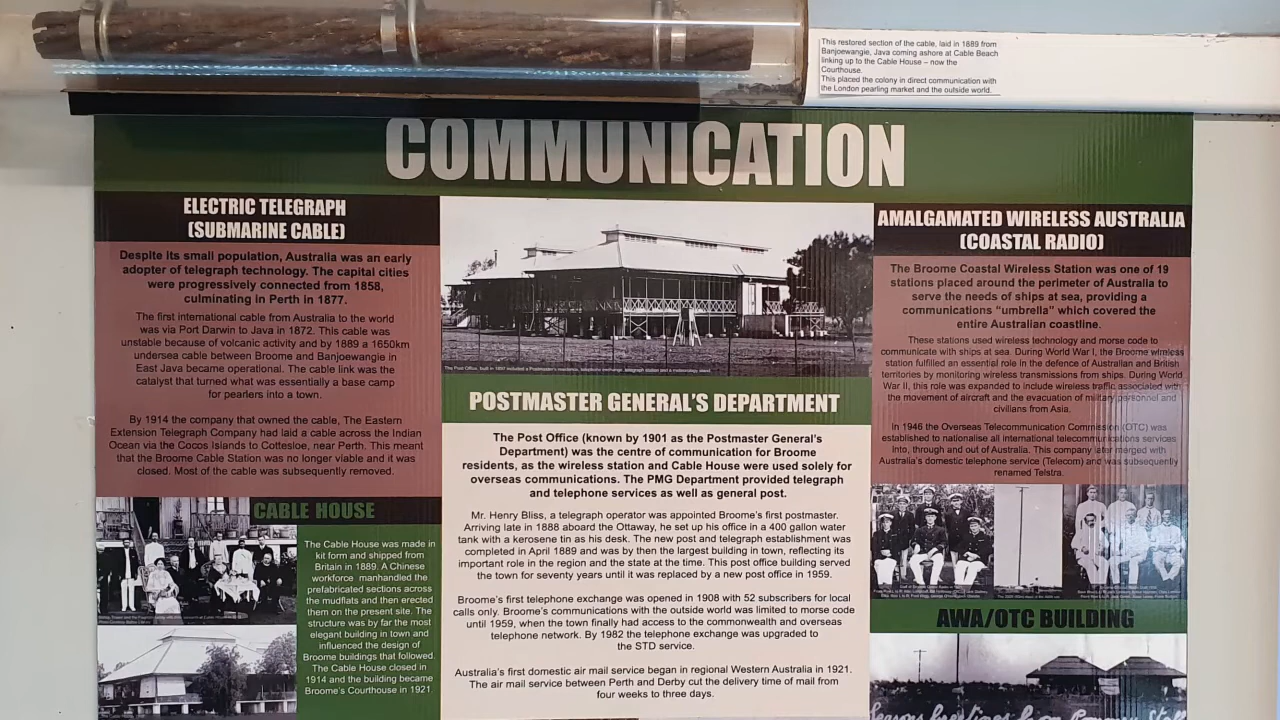 This restored section of the cable, laid in 1889 from
Banjoewangie, Java coming ashore at Cable Beach
linking up to the Cable House – now the
Courthouse.
This placed the colony in direct communication with
the London pearling market and the outside world.
COMMUNICATION
ELECTRIC TELEGRAPH
(SUBMARINE CABLE)
Despite its small population, Australia was an early
adopter of telegraph technology. The capital cities
were progressively connected from 1858,
culminating in Perth in 1877.
The first international cable from Australia to the world
was via Port Darwin to Java in 1872. This cable was
unstable because of volcanic activity and by 1889 a 1650km
undersea cable between Broome and Banjoewangie in
East Java became operational. The cable link was the
catalyst that turned what was essentially a base camp
for pearlers into a town.
By 1914 the company that owned the cable, The Eastern
Extension Telegraph Company had laid a cable across the Indian
Ocean via the Cocos Islands to Cottesloe, near Perth. This meant
that the Broome Cable Station was no longer viable and it was
closed. Most of the cable was subsequently removed.
CABLE HOUSE
The Cable House was made in
kit form and shipped from
Britain in 1889. A Chinese
workforce manhandled the
prefabricated sections across
the mudflats and then erected
them on the present site. The
structure was by far the most
elegant building in town and
influenced the design of
Broome buildings that followed.
The Cable House closed in
1914 and the building became
Broome's Courthouse in 1921.
The Post Office, built in 1897 included a Postmaster's residence, telephone exchange, telegraph station and a meteorology stand.
POSTMASTER GENERAL'S DEPARTMENT
The Post Office (known by 1901 as the Postmaster General's
Department) was the centre of communication for Broome
residents, as the wireless station and Cable House were used solely for
overseas communications. The PMG Department provided telegraph
and telephone services as well as general post.
Mr. Henry Bliss, a telegraph operator was appointed Broome's first postmaster.
Arriving late in 1888 aboard the Ottaway, he set up his office in a 400 gallon water
tank with a kerosene tin as his desk. The new post and telegraph establishment was
completed in April 1889 and was by then the largest building in town, reflecting its
important role in the region and the state at the time. This post office building served
the town for seventy years until it was replaced by a new post office in 1959.
Broome's first telephone exchange was opened in 1908 with 52 subscribers for local
calls only. Broome's communications with the outside world was limited to morse code
until 1959, when the town finally had access to the commonwealth and overseas
telephone network. By 1982 the telephone exchange was upgraded to
the STD service.
Australia's first domestic air mail service began in regional Western Australia in 1921.
The air mail service between Perth and Derby cut the delivery time of mail from
four weeks to three days.
AMALGAMATED WIRELESS AUSTRALIA
(COASTAL RADIO)
The Broome Coastal Wireless Station was one of 19
stations placed around the perimeter of Australia to
serve the needs of ships at sea, providing a
communications "umbrella" which covered the
entire Australian coastline.
These stations used wireless technology and morse code to
communicate with ships at sea. During World War I, the Broome wireless
station fulfilled an essential role in the defence of Australian and British
territories by monitoring wireless transmissions from ships. During World
War II, this role was expanded to include wireless traffic associated with
the movement of aircraft and the evacuation of military personnel and
civilians from Asia.
In 1946 the Overseas Telecommunication Commission (OTC) was
established to nationalise all international telecommunications services
into, through and out of Australia. This company later merged with
Australia's domestic telephone service (Telecom) and was subsequently
renamed Telstra.
AWA/OTC BUILDING
Seasons Greetings from